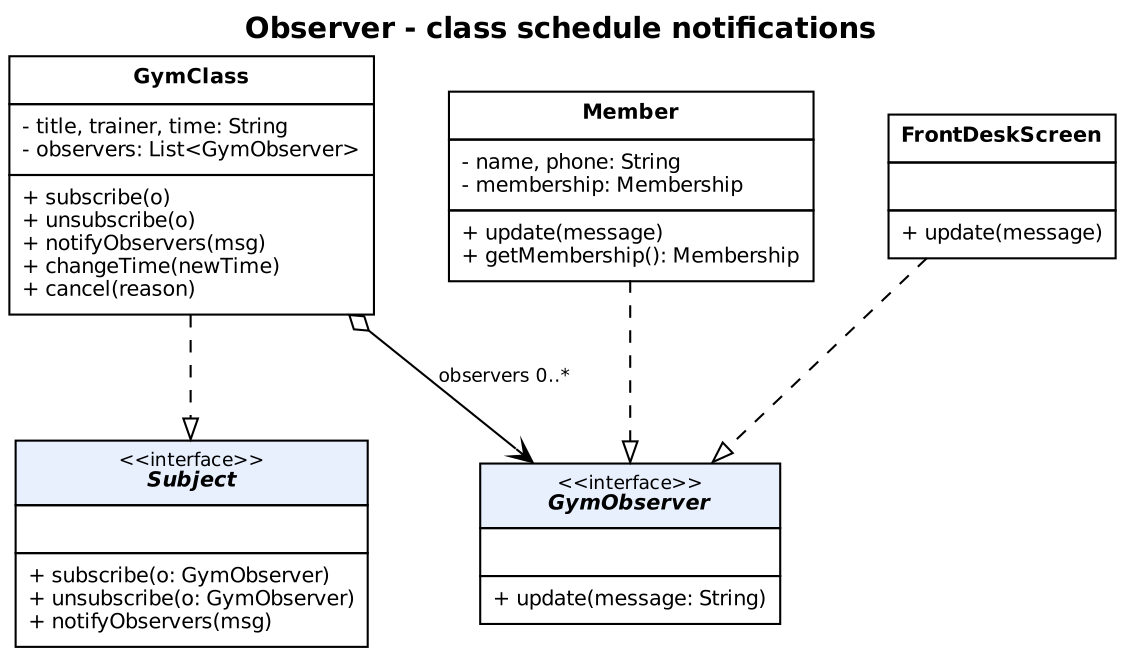 Observer - class schedule notifications
GymClass
- title, trainer, time: String
- observers: List<GymObserver>
+ subscribe(o)
+ unsubscribe(o)
+ notifyObservers(msg)
+ changeTime(newTime)
+ cancel(reason)
Member
- name, phone: String
- membership: Membership
+ update(message)
+ getMembership(): Membership
FrontDeskScreen
+ update(message)
observers 0..*
<<interface>>
Subject
+ subscribe(o: GymObserver)
+ unsubscribe(o: GymObserver)
+ notifyObservers(msg)
<<interface>>
GymObserver
+ update(message: String)